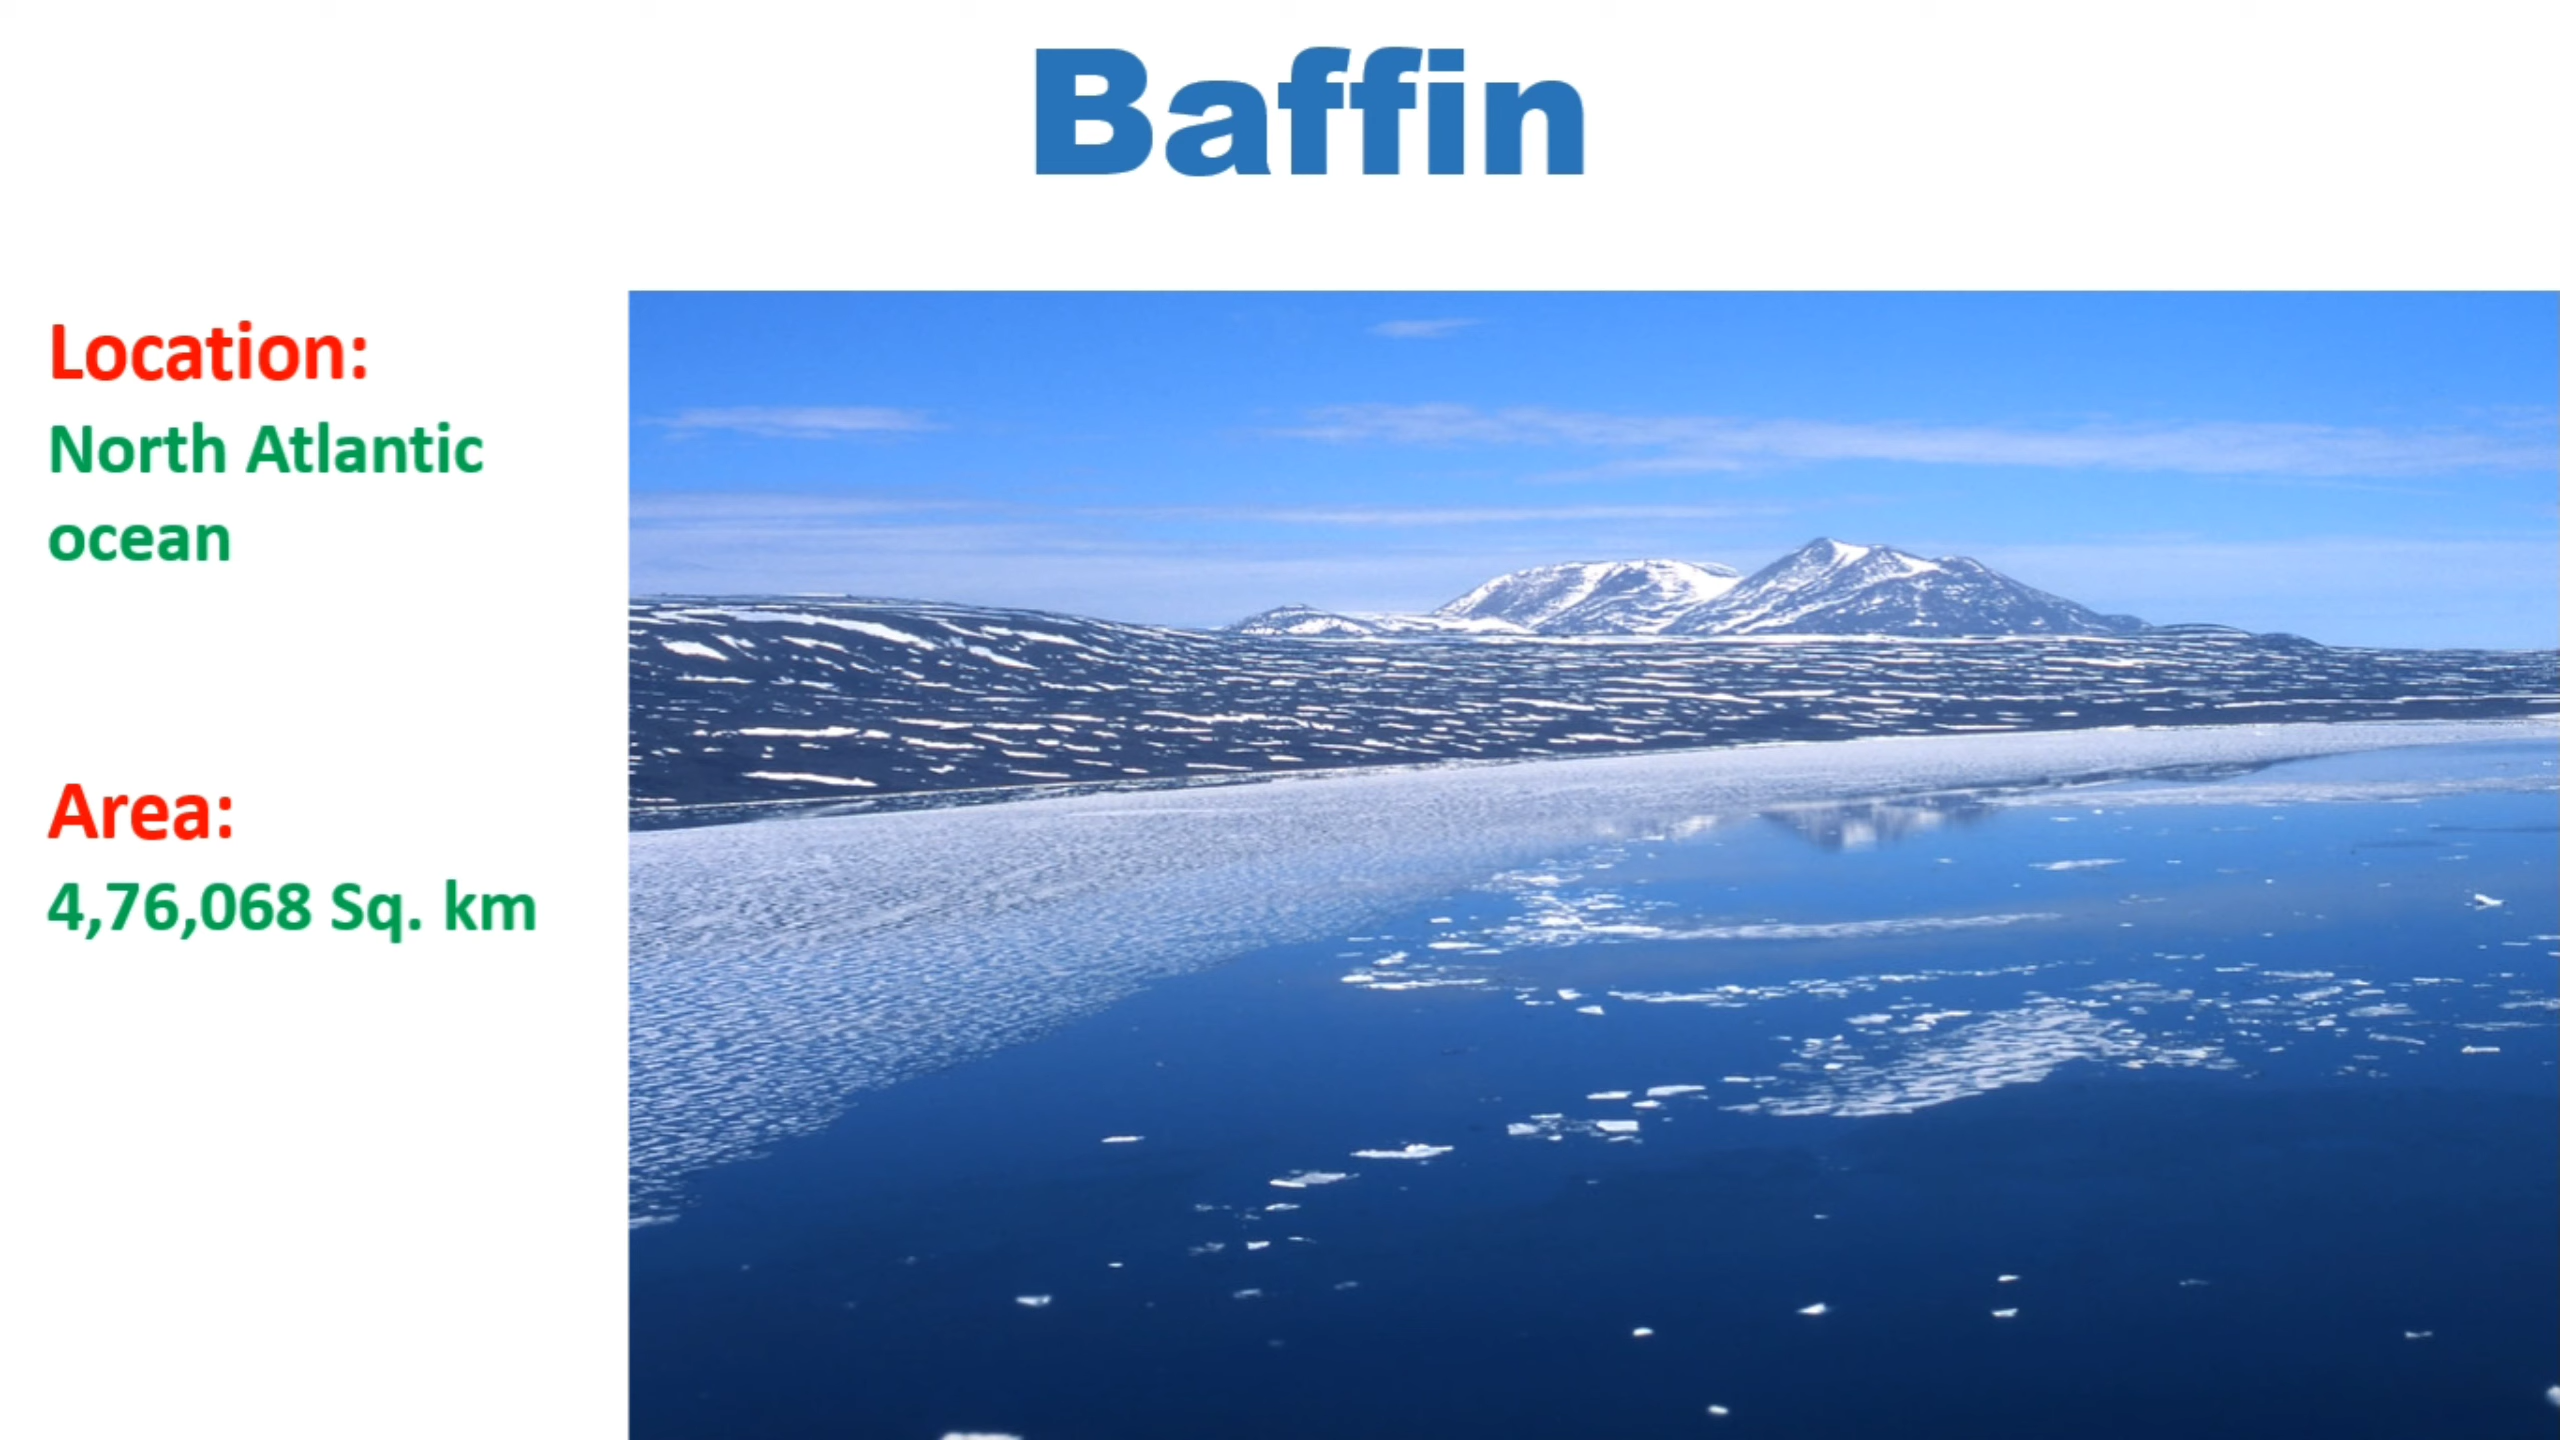 Baffin
Location:
North Atlantic
ocean
Area:
4,76,068 Sq. km